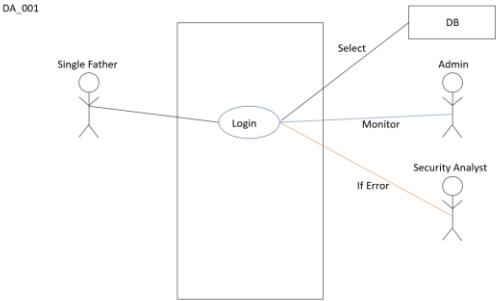 DA_001
DB
Select
Single Father
Admin
Login
Monitor
Security Analyst
If Error